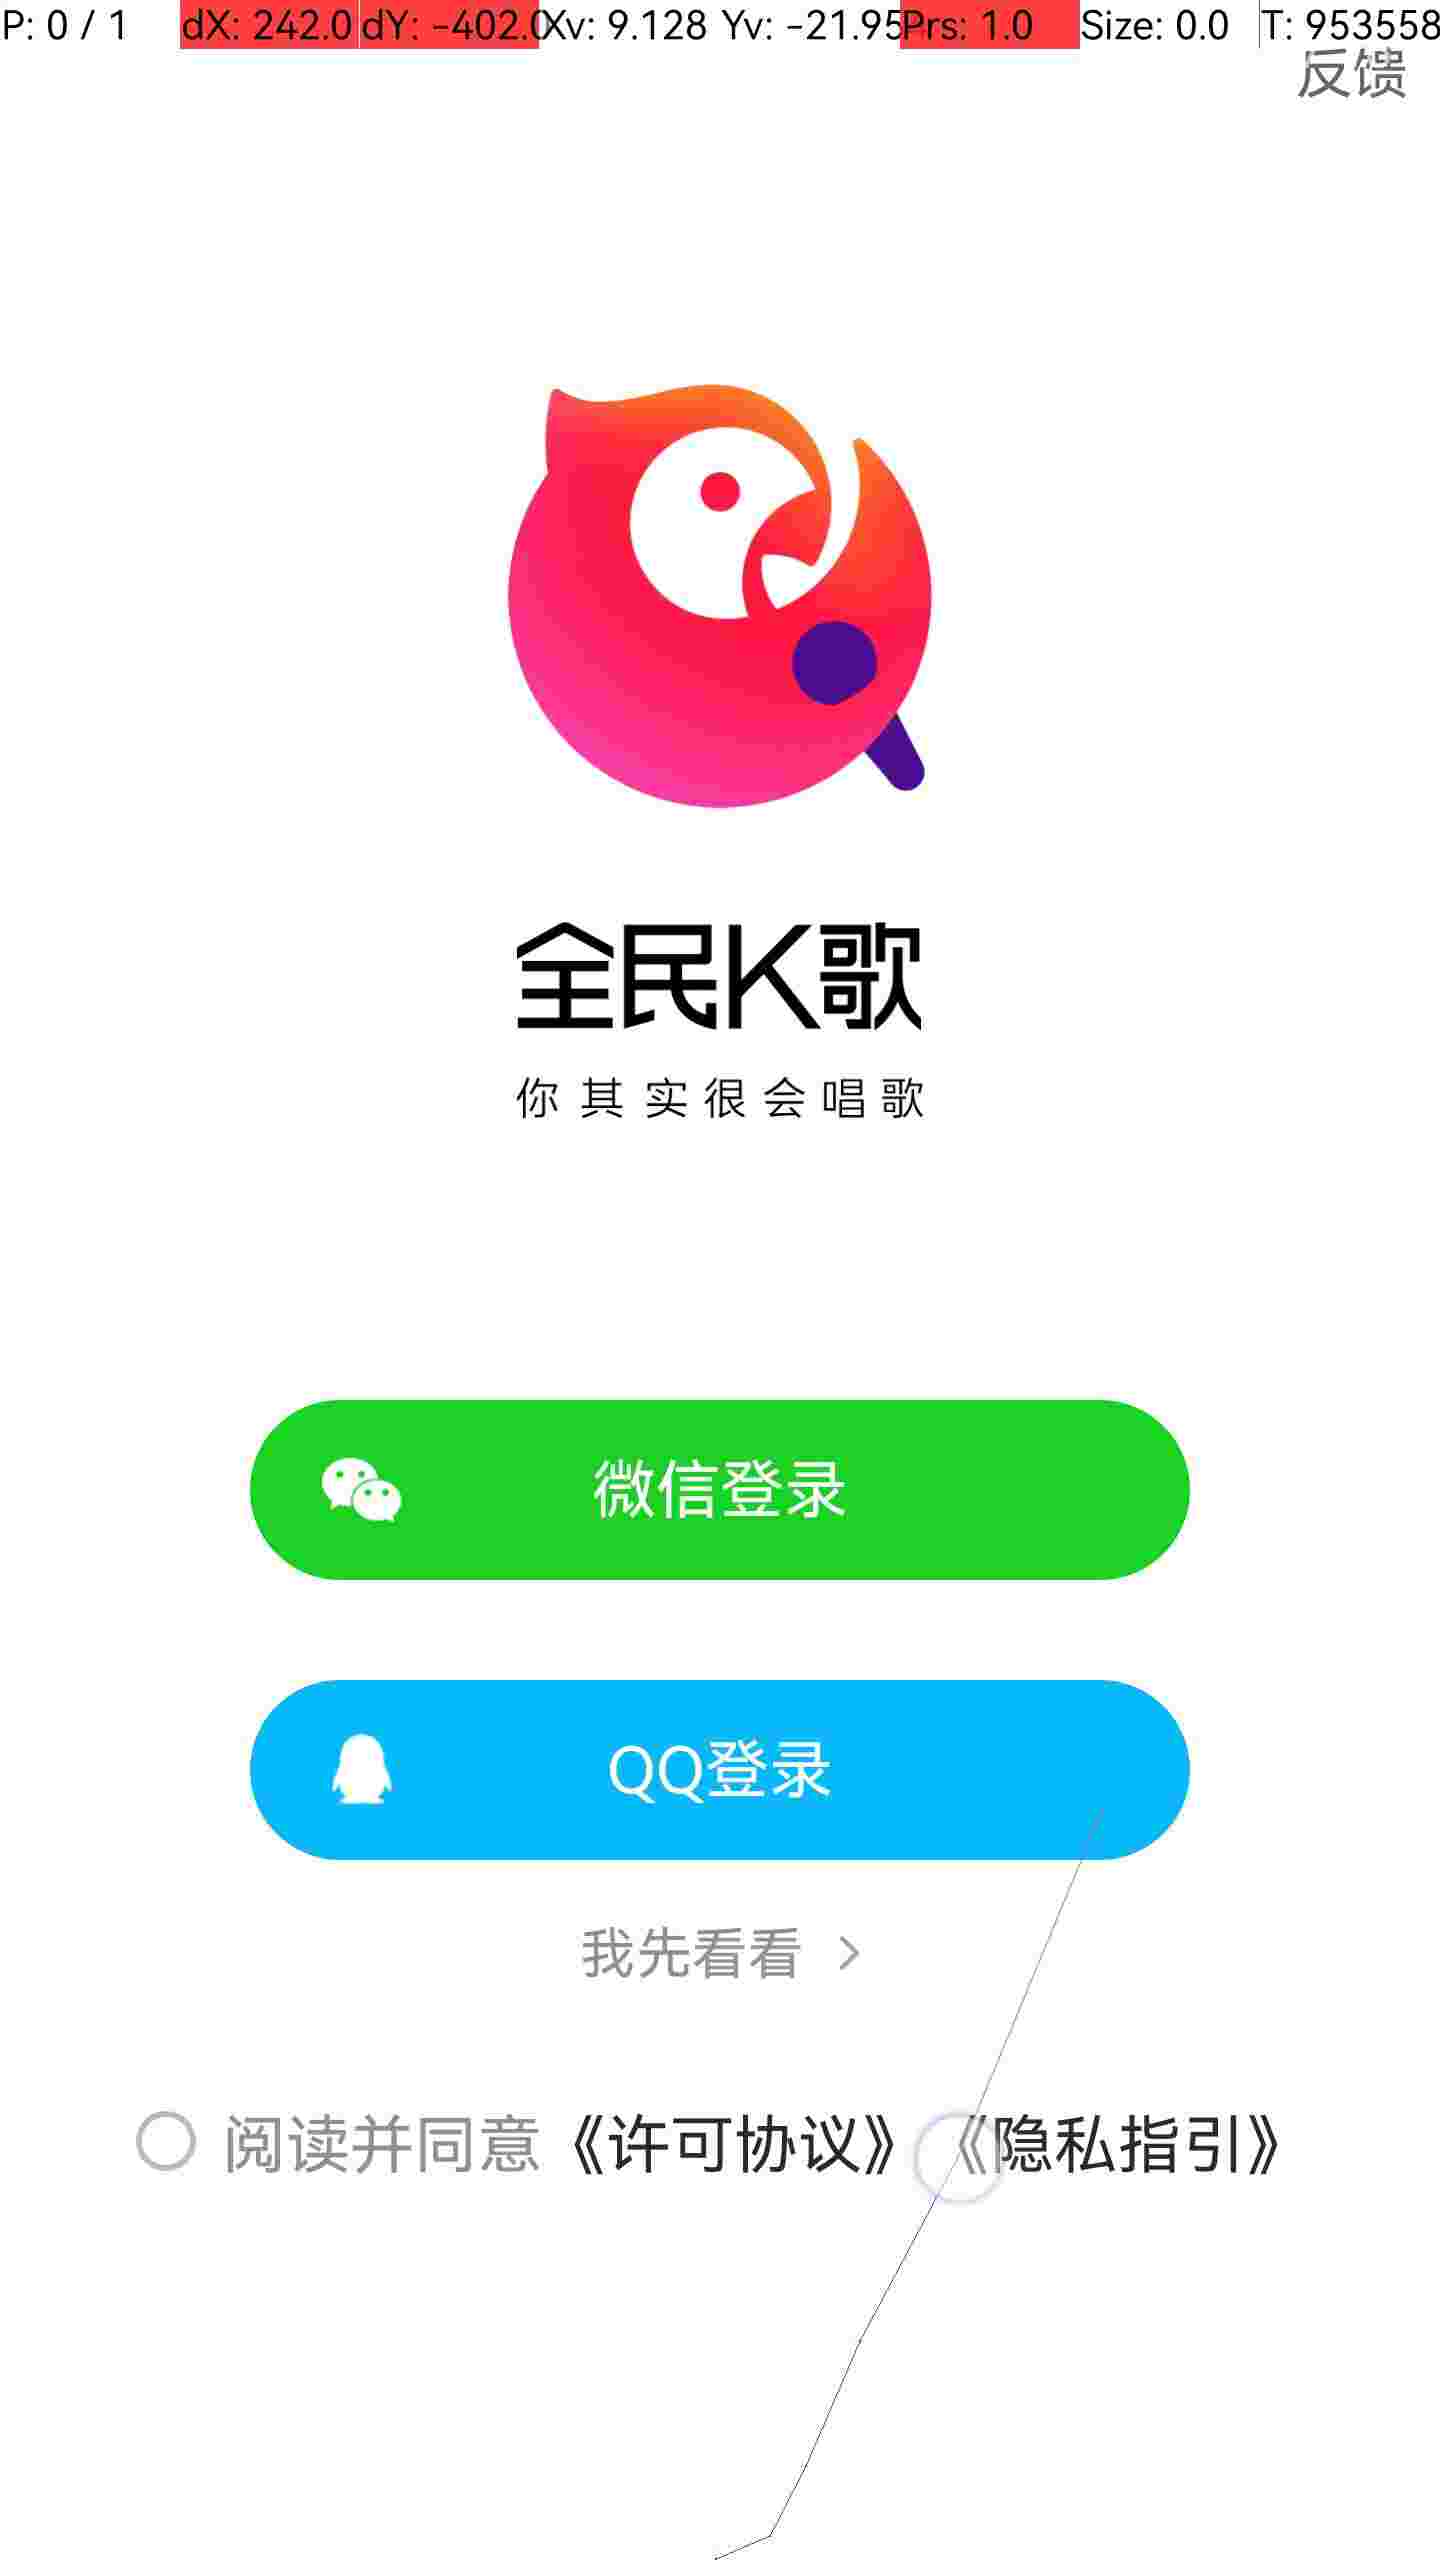 P: 0 / 1 dX: 242.0 dY: -402.0 Xv: 9.128 Yv: -21.95 Prs: 1.0 Size: 0.0 T: 953558
反馈
全民K歌
你其实很会唱歌
微信登录
QQ登录
我先看看 >
阅读并同意《许可协议》《隐私指引》